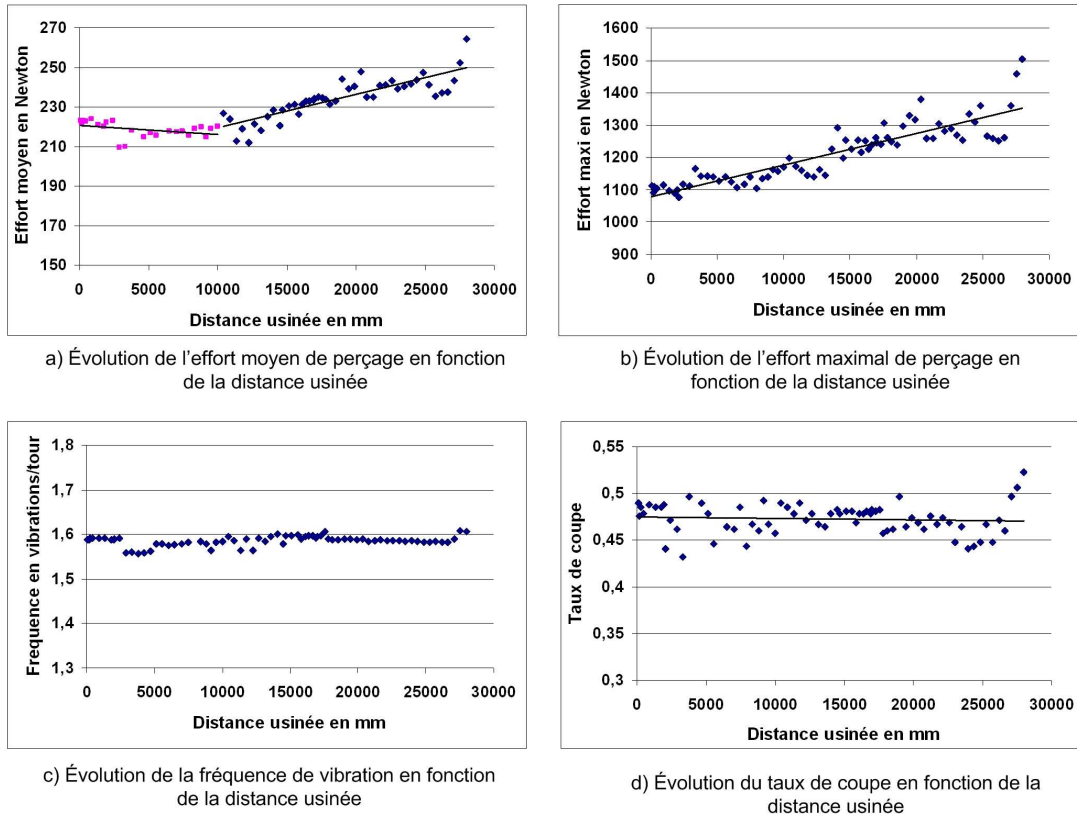 270
250
230
210
190
170
150
Effort moyen en Newton
0 5000 10000 15000 20000 25000 30000
Distance usinée en mm
a) Évolution de l'effort moyen de perçage en fonction
de la distance usinée
1600
1500
1400
1300
1200
1100
1000
900
Effort maxi en Newton
0 5000 10000 15000 20000 25000 30000
Distance usinée en mm
b) Évolution de l'effort maximal de perçage en
fonction de la distance usinée
1,8
1,7
1,6
1,5
1,4
1,3
Frequence en vibrations/tour
0 5000 10000 15000 20000 25000 30000
Distance usinée en mm
c) Évolution de la fréquence de vibration en fonction
de la distance usinée
0,55
0,5
0,45
0,4
0,35
0,3
Taux de coupe
0 5000 10000 15000 20000 25000 30000
Distance usinée en mm
d) Évolution du taux de coupe en fonction de la
distance usinée